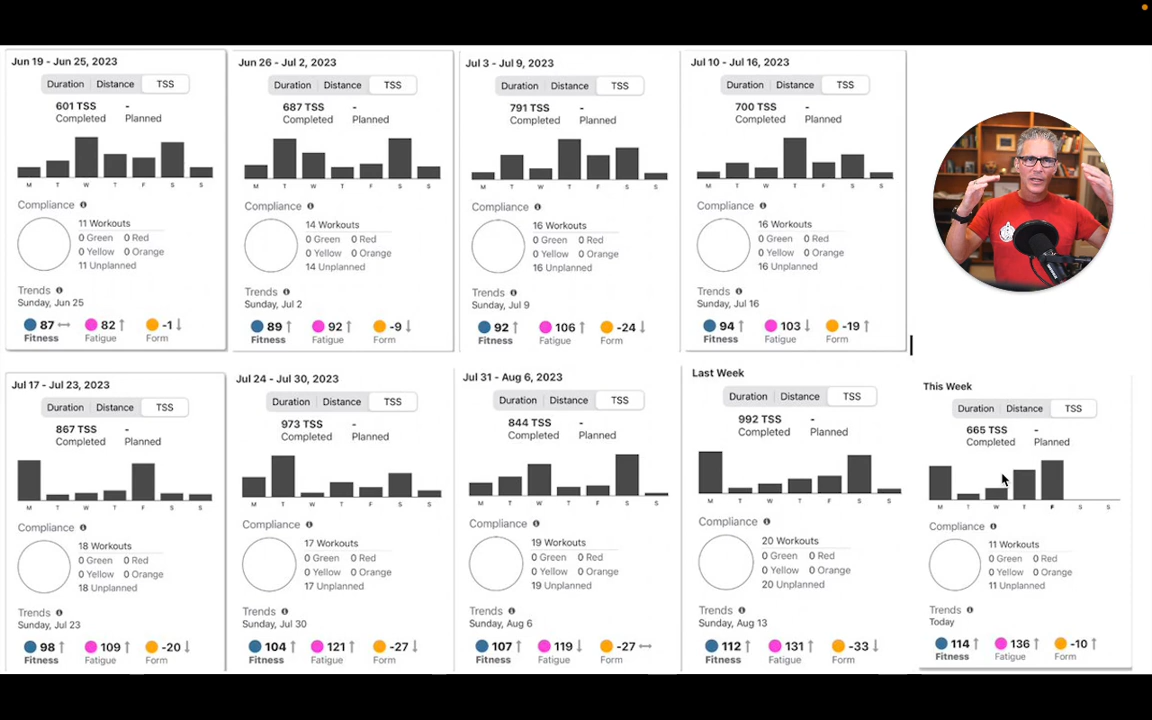 Jun 19 - Jun 25, 2023
Duration Distance TSS
601 TSS -
Completed Planned
M T W T F S S
Compliance
11 Workouts
0 Green 0 Red
0 Yellow 0 Orange
11 Unplanned
Trends
Sunday, Jun 25
87 ↔ 82 ↑ -1 ↓
Fitness Fatigue Form
Jun 26 - Jul 2, 2023
Duration Distance TSS
687 TSS -
Completed Planned
M T W T F S S
Compliance
14 Workouts
0 Green 0 Red
0 Yellow 0 Orange
14 Unplanned
Trends
Sunday, Jul 2
89 ↑ 92 ↑ -9 ↓
Fitness Fatigue Form
Jul 3 - Jul 9, 2023
Duration Distance TSS
791 TSS -
Completed Planned
M T W T F S S
Compliance
16 Workouts
0 Green 0 Red
0 Yellow 0 Orange
16 Unplanned
Trends
Sunday, Jul 9
92 ↑ 106 ↑ -24 ↓
Fitness Fatigue Form
Jul 10 - Jul 16, 2023
Duration Distance TSS
700 TSS -
Completed Planned
M T W T F S S
Compliance
16 Workouts
0 Green 0 Red
0 Yellow 0 Orange
16 Unplanned
Trends
Sunday, Jul 16
94 ↑ 103 ↓ -19 ↑
Fitness Fatigue Form
Jul 17 - Jul 23, 2023
Duration Distance TSS
867 TSS -
Completed Planned
M T W T F S S
Compliance
18 Workouts
0 Green 0 Red
0 Yellow 0 Orange
18 Unplanned
Trends
Sunday, Jul 23
98 ↑ 109 ↑ -20 ↓
Fitness Fatigue Form
Jul 24 - Jul 30, 2023
Duration Distance TSS
973 TSS -
Completed Planned
M T W T F S S
Compliance
17 Workouts
0 Green 0 Red
0 Yellow 0 Orange
17 Unplanned
Trends
Sunday, Jul 30
104 ↑ 121 ↑ -27 ↓
Fitness Fatigue Form
Jul 31 - Aug 6, 2023
Duration Distance TSS
844 TSS -
Completed Planned
M T W T F S S
Compliance
19 Workouts
0 Green 0 Red
0 Yellow 0 Orange
19 Unplanned
Trends
Sunday, Aug 6
107 ↑ 119 ↓ -27 ↔
Fitness Fatigue Form
Last Week
Duration Distance TSS
992 TSS -
Completed Planned
M T W T F S S
Compliance
20 Workouts
0 Green 0 Red
0 Yellow 0 Orange
20 Unplanned
Trends
Sunday, Aug 13
112 ↑ 131 ↑ -33 ↓
Fitness Fatigue Form
This Week
Duration Distance TSS
665 TSS -
Completed Planned
M T W T F S S
Compliance
11 Workouts
0 Green 0 Red
0 Yellow 0 Orange
11 Unplanned
Trends
Today
114 ↑ 136 ↑ -10 ↑
Fitness Fatigue Form